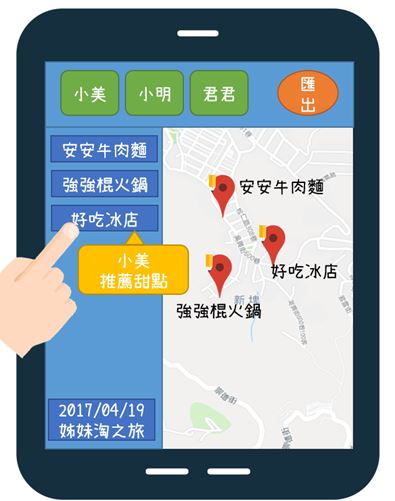 小美 小明 君君 匯
出
安安牛肉麵
強強棍火鍋
好吃冰店
小美
推薦甜點
2017/04/19
姊妹淘之旅
安安牛肉麵
好吃冰店
強強棍火鍋
新 埤